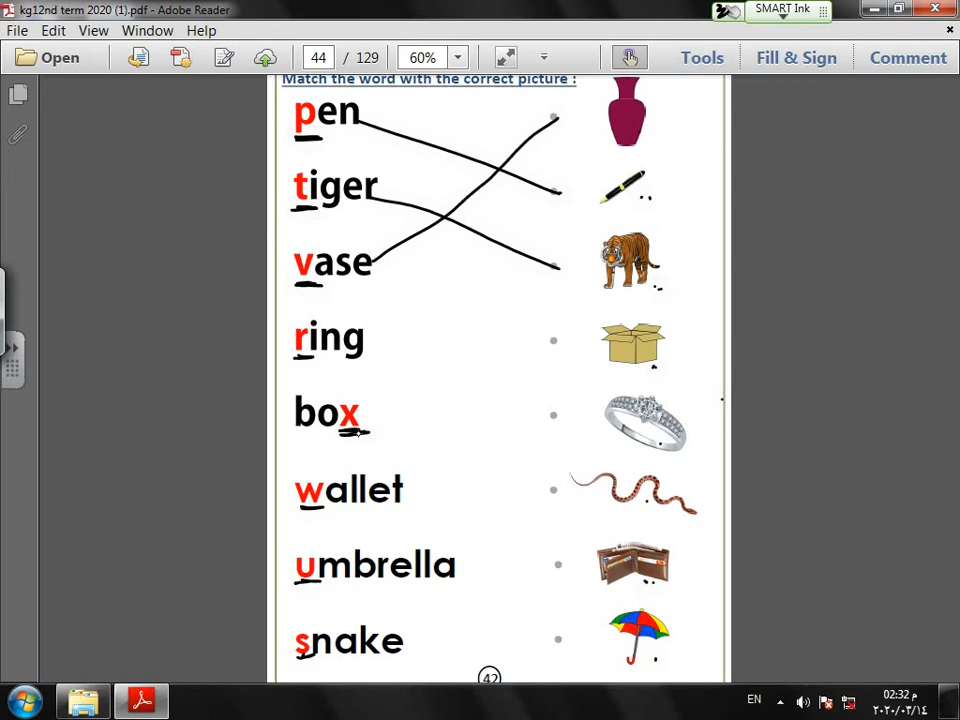 kg12nd term 2020 (1).pdf - Adobe Reader
SMART Ink
File Edit View Window Help
Open 44 / 129 60% Tools Fill & Sign Comment
Match the word with the correct picture :
pen
tiger
vase
ring
box
wallet
umbrella
snake
42
EN
02:32 م
٢٠٢٠/٠٣/١٤